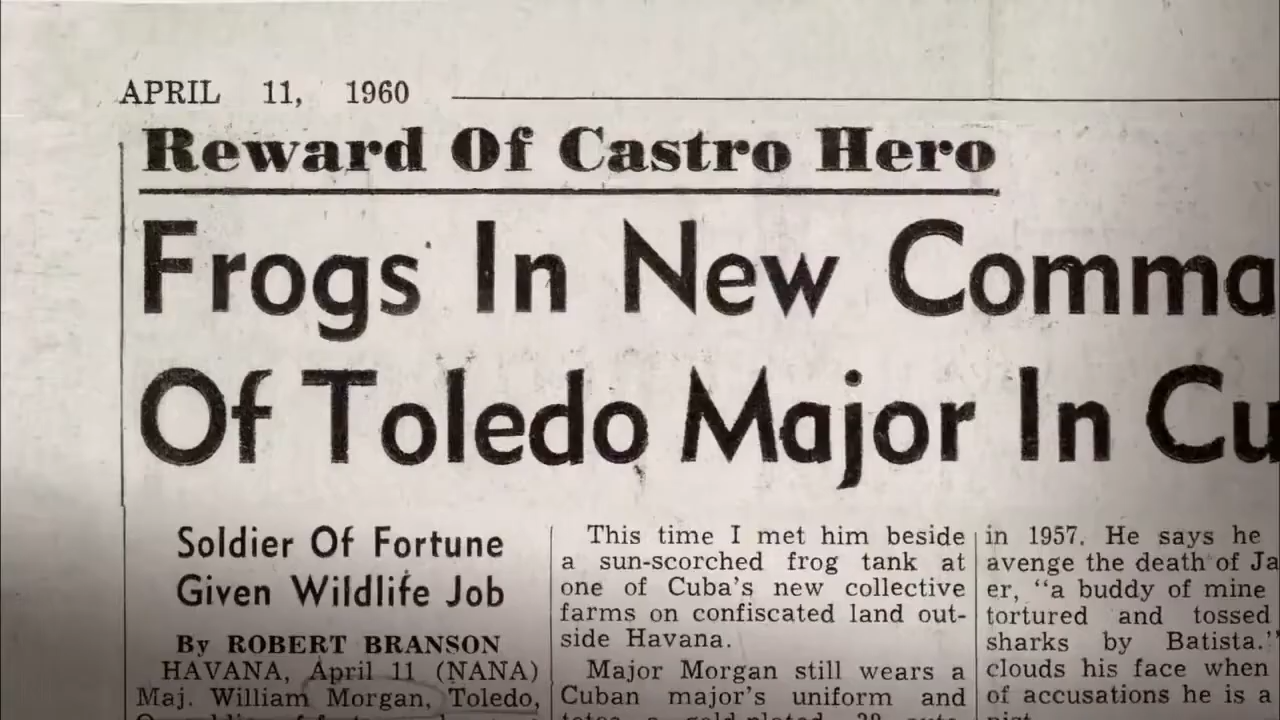 APRIL 11, 1960
Reward Of Castro Hero
Frogs In New Comma
Of Toledo Major In Cu
Soldier Of Fortune
Given Wildlife Job
By ROBERT BRANSON
HAVANA, April 11 (NANA)
Maj. William Morgan, Toledo,
This time I met him beside
a sun-scorched frog tank at
one of Cuba's new collective
farms on confiscated land out-
side Havana.
Major Morgan still wears a
Cuban major's uniform and
in 1957. He says he
avenge the death of Ja
er, "a buddy of mine
tortured and tossed
sharks by Batista."
clouds his face when
of accusations he is a